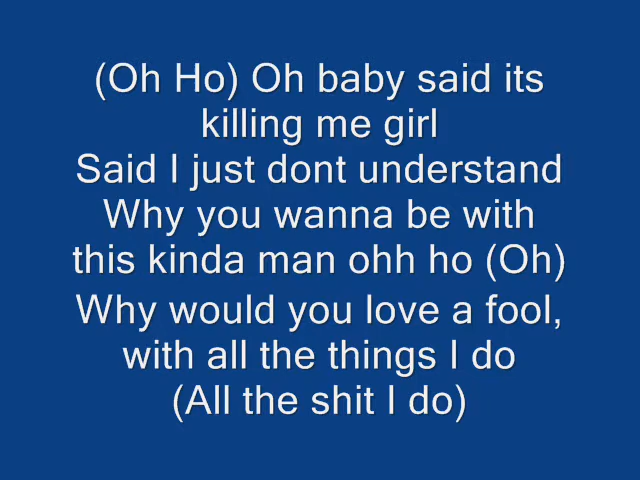 (Oh Ho) Oh baby said its
killing me girl
Said I just dont understand
Why you wanna be with
this kinda man ohh ho (Oh)
Why would you love a fool,
with all the things I do
(All the shit I do)